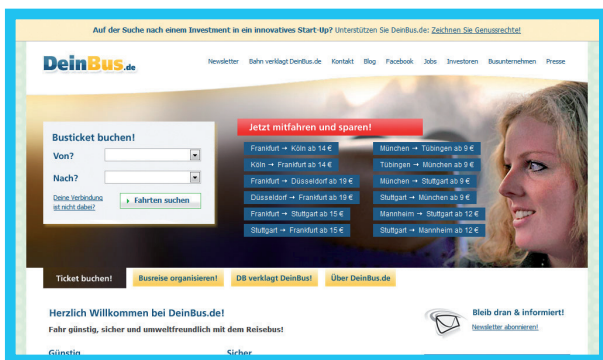 Auf der Suche nach einem Investment in ein innovatives Start-Up? Unterstützen Sie DeinBus.de: Zeichnen Sie Genussrechte!
DeinBus.de
Newsletter Bahn verklagt DeinBus.de Kontakt Blog Facebook Jobs Investoren Busunternehmen Presse
Jetzt mitfahren und sparen!
Busticket buchen!
Von?
Nach?
Deine Verbindung
ist nicht dabei?
Fahrten suchen
Frankfurt → Köln ab 14 €
Köln → Frankfurt ab 14 €
Frankfurt → Düsseldorf ab 19 €
Düsseldorf → Frankfurt ab 19 €
Frankfurt → Stuttgart ab 15 €
Stuttgart → Frankfurt ab 15 €
München → Tübingen ab 9 €
Tübingen → München ab 9 €
München → Stuttgart ab 9 €
Stuttgart → München ab 9 €
Mannheim → Stuttgart ab 12 €
Stuttgart → Mannheim ab 12 €
Ticket buchen! Busreise organisieren! DB verklagt DeinBus! Über DeinBus.de
Herzlich Willkommen bei DeinBus.de!
Fahr günstig, sicher und umweltfreundlich mit dem Reisebus!
Günstig Sicher
Bleib dran & informiert!
Newsletter abonnieren!